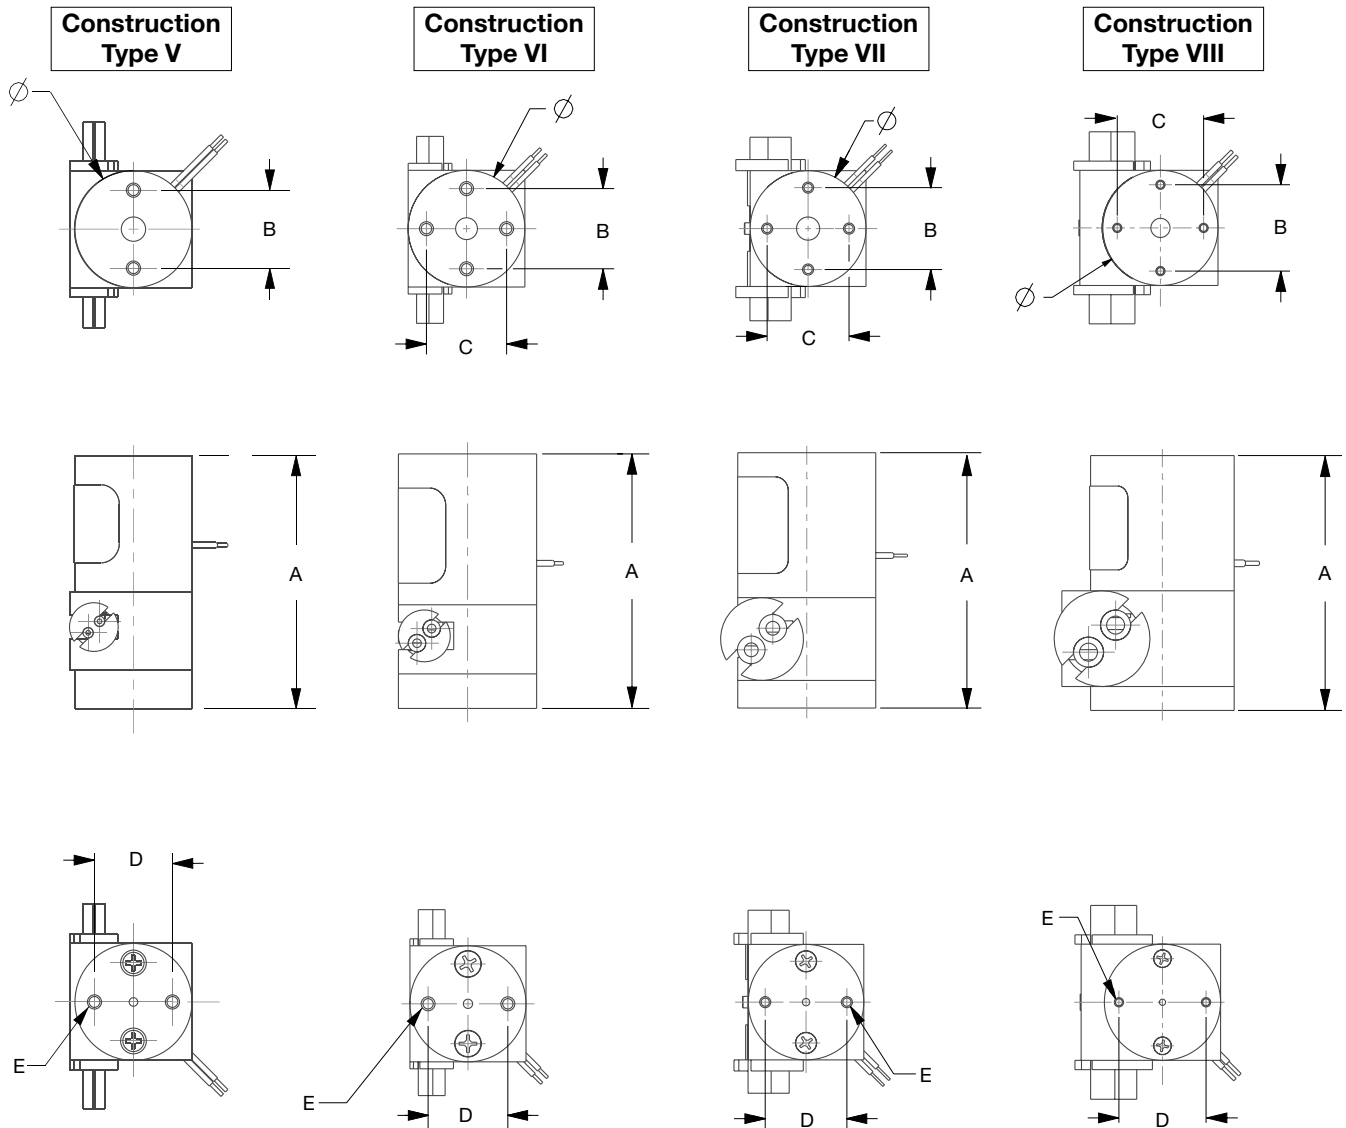 Construction
Type V
Construction
Type VI
Construction
Type VII
Construction
Type VIII
∅
∅
∅
C
B
B
B
B
C
C
∅
A
A
A
A
D
E
E
D
E
D
E
D